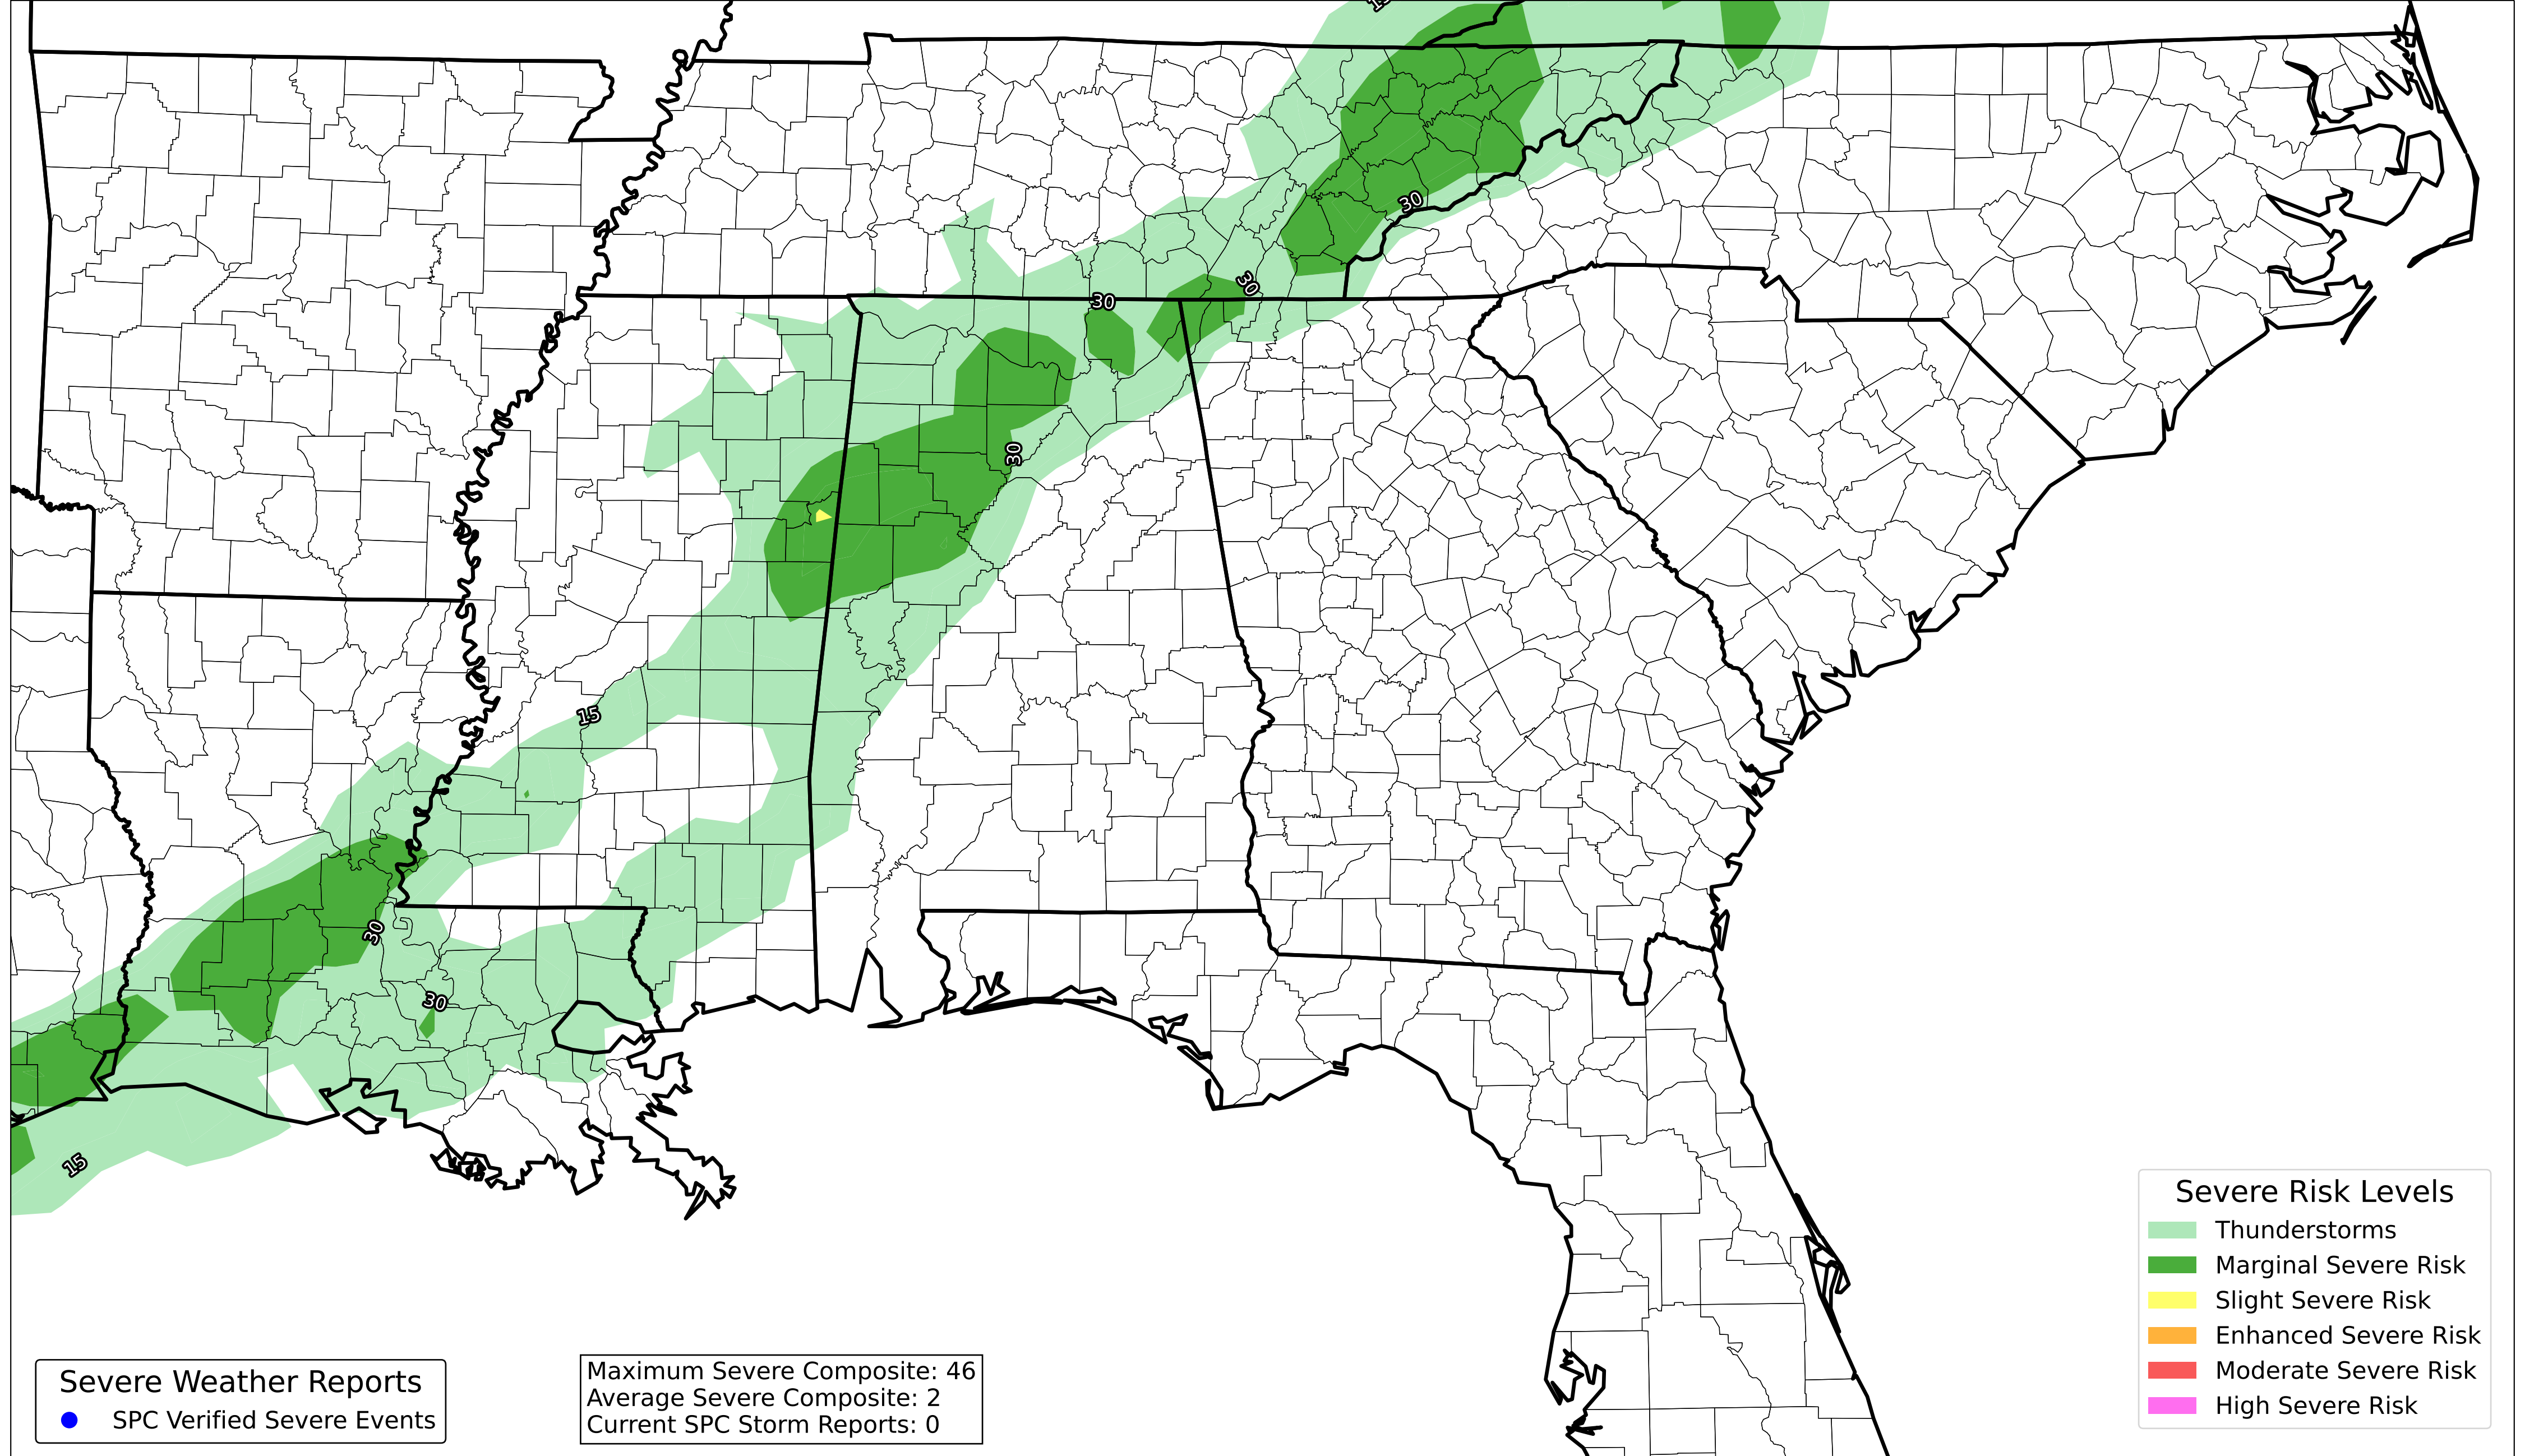 15
30
30
30
30
15
30
30
15
Severe Risk Levels
Thunderstorms
Marginal Severe Risk
Slight Severe Risk
Enhanced Severe Risk
Moderate Severe Risk
High Severe Risk
Severe Weather Reports
SPC Verified Severe Events
Maximum Severe Composite: 46
Average Severe Composite: 2
Current SPC Storm Reports: 0